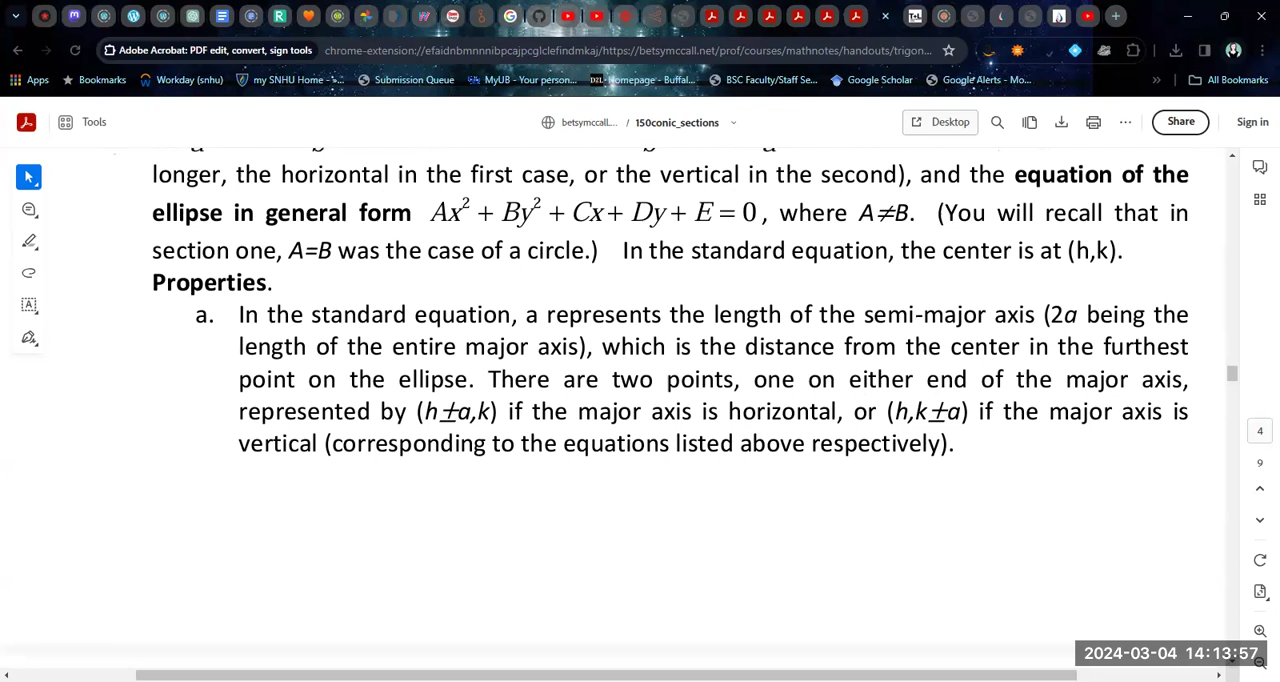 Adobe Acrobat: PDF edit, convert, sign tools
chrome-extension://efaidnbmnnnibpcajpcglclefindmkaj/https://betsymccall.net/prof/courses/mathnotes/handouts/trigon...
Apps
Bookmarks
Workday (snhu)
my SNHU Home - ...
Submission Queue
MyUB - Your person...
DZL Homepage - Buffal...
BSC Faculty/Staff Se...
Google Scholar
Google Alerts - Mo...
All Bookmarks
Tools
betsymccall... / 150conic_sections
Desktop
Share
Sign in
longer, the horizontal in the first case, or the vertical in the second), and the equation of the
ellipse in general form Ax² + By² + Cx + Dy + E = 0, where A≠B. (You will recall that in
section one, A=B was the case of a circle.) In the standard equation, the center is at (h,k).
Properties.
a. In the standard equation, a represents the length of the semi-major axis (2a being the
length of the entire major axis), which is the distance from the center in the furthest
point on the ellipse. There are two points, one on either end of the major axis,
represented by (h±a,k) if the major axis is horizontal, or (h,k±a) if the major axis is
vertical (corresponding to the equations listed above respectively).
4
9
2024-03-04 14:13:57